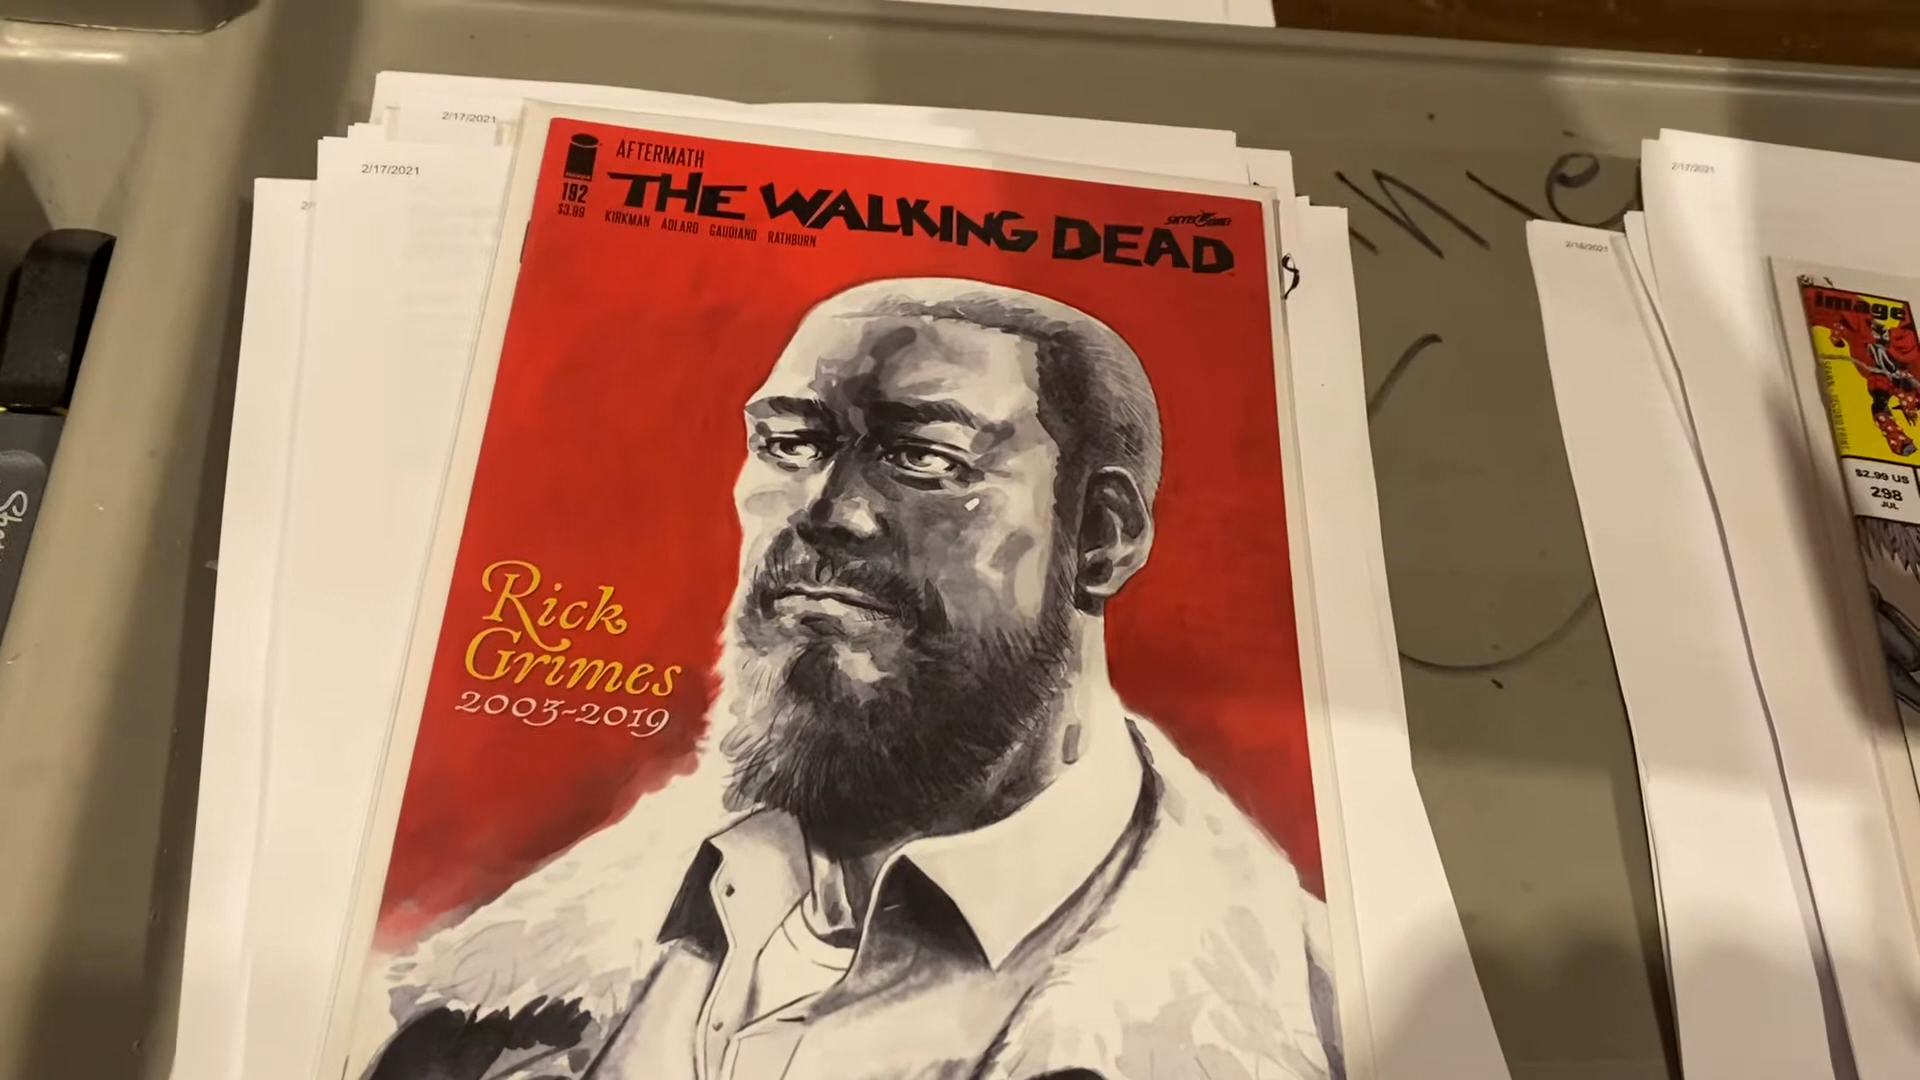 2/17/2021
2/17/2021
2/
AFTERMATH
THE WALKING DEAD
192
$3.99
KIRKMAN ADLARD GAUDIANO RATHBURN
SKYBOUND
Rick
Grimes
2003-2019
2/17/2021
2/18/2021
image
$2.99 US
298
JUL